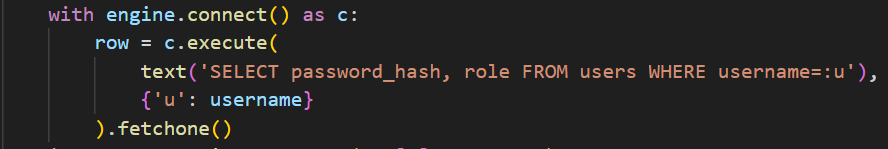 with engine.connect() as c:
row = c.execute(
text('SELECT password_hash, role FROM users WHERE username=:u'),
{'u': username}
).fetchone()